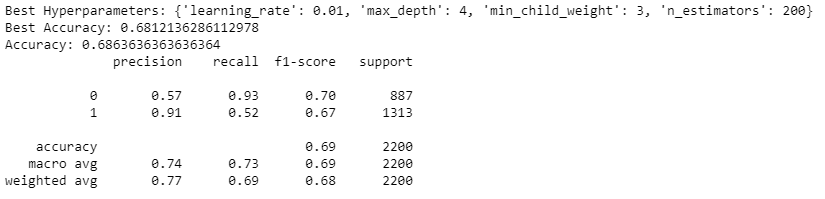 Best Hyperparameters: {'learning_rate': 0.01, 'max_depth': 4, 'min_child_weight': 3, 'n_estimators': 200}
Best Accuracy: 0.6812136286112978
Accuracy: 0.6863636363636364
precision recall f1-score support
0 0.57 0.93 0.70 887
1 0.91 0.52 0.67 1313
accuracy 0.69 2200
macro avg 0.74 0.73 0.69 2200
weighted avg 0.77 0.69 0.68 2200